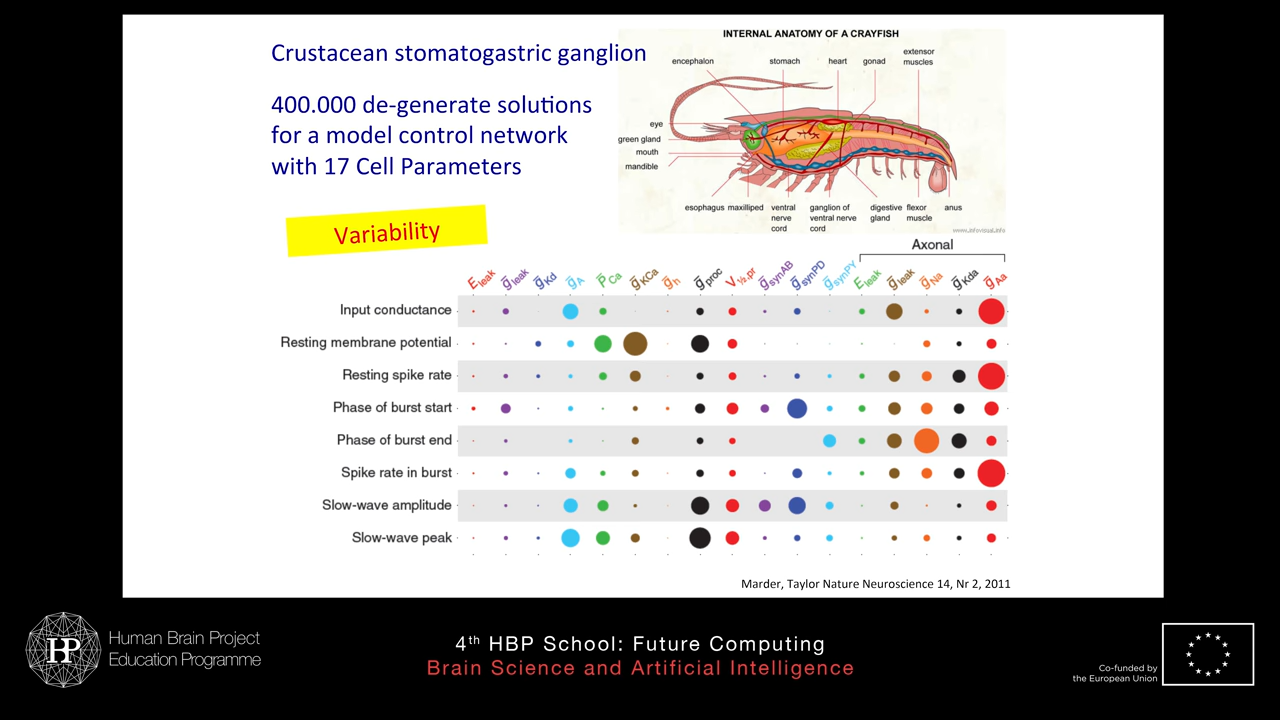 Crustacean stomatogastric ganglion
400.000 de-generate solutions
for a model control network
with 17 Cell Parameters
Variability
INTERNAL ANATOMY OF A CRAYFISH
encephalon
stomach
heart
gonad
extensor
muscles
eye
green gland
mouth
mandible
esophagus
maxilliped
ventral
nerve
cord
ganglion of
ventral nerve
cord
digestive
gland
flexor
muscle
anus
www.infovisual.info
Axonal
E̅leak
g̅leak
g̅Kd
g̅A
P̅Ca
g̅KCa
g̅h
g̅proc
V½,pr
g̅synAB
g̅synPD
g̅synPY
Eleak
g̅leak
g̅Na
g̅Kda
g̅Aa
Input conductance
Resting membrane potential
Resting spike rate
Phase of burst start
Phase of burst end
Spike rate in burst
Slow-wave amplitude
Slow-wave peak
Marder, Taylor Nature Neuroscience 14, Nr 2, 2011
HP
Human Brain Project
Education Programme
4th HBP School: Future Computing
Brain Science and Artificial Intelligence
Co-funded by
the European Union